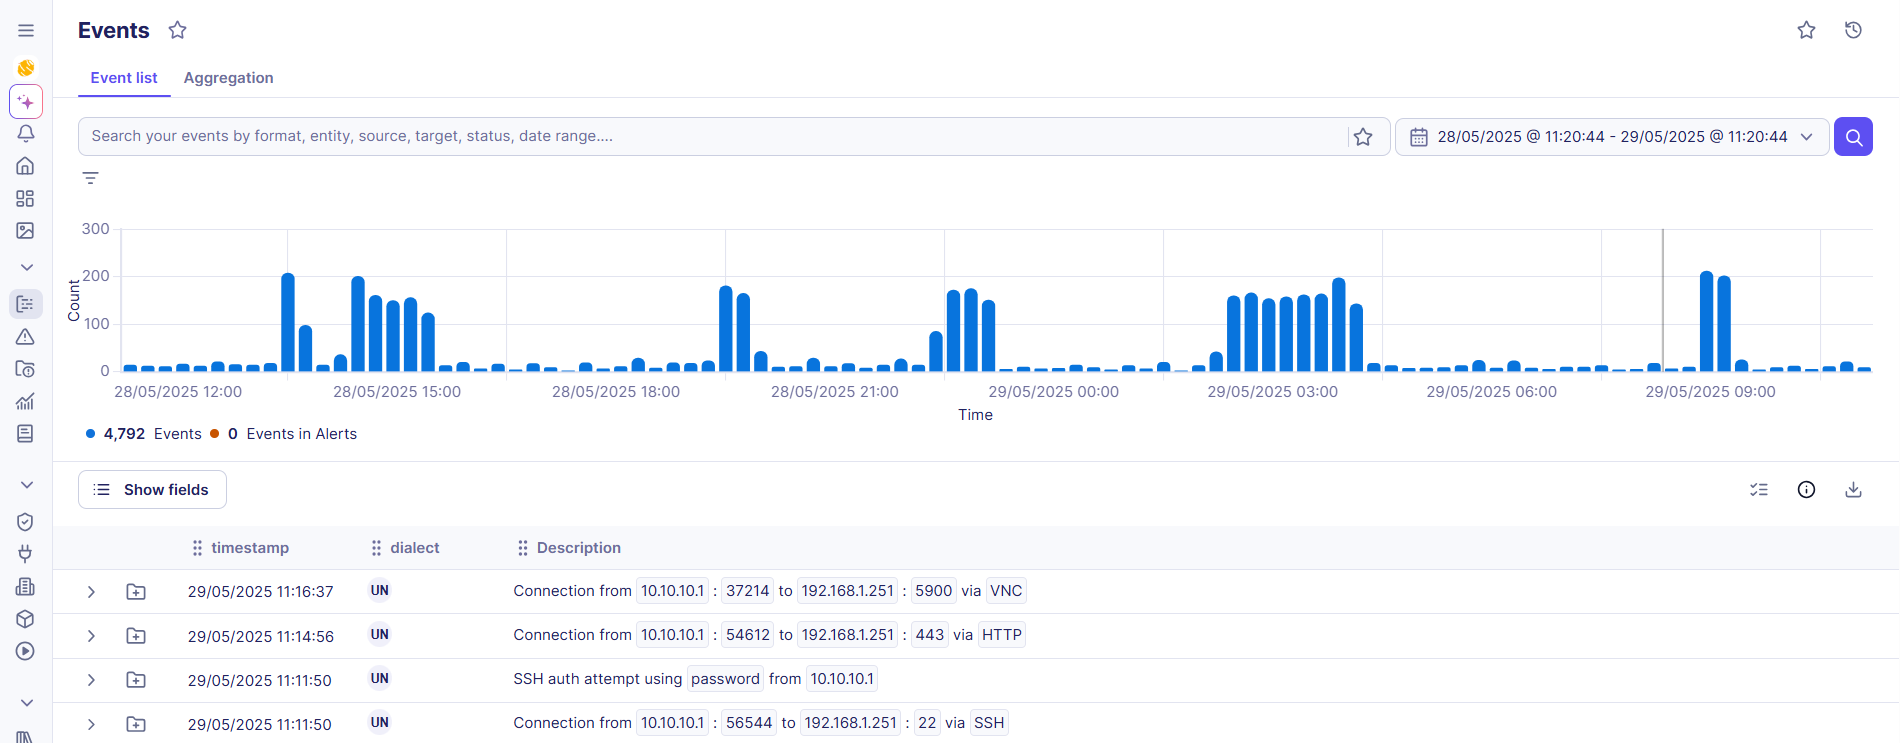 Events
Event list Aggregation
Search your events by format, entity, source, target, status, date range....
28/05/2025 @ 11:20:44 - 29/05/2025 @ 11:20:44
300
200
100
0
Count
28/05/2025 12:00 28/05/2025 15:00 28/05/2025 18:00 28/05/2025 21:00 29/05/2025 00:00 29/05/2025 03:00 29/05/2025 06:00 29/05/2025 09:00
Time
4,792 Events 0 Events in Alerts
Show fields
timestamp dialect Description
29/05/2025 11:16:37 UN Connection from 10.10.10.1 : 37214 to 192.168.1.251 : 5900 via VNC
29/05/2025 11:14:56 UN Connection from 10.10.10.1 : 54612 to 192.168.1.251 : 443 via HTTP
29/05/2025 11:11:50 UN SSH auth attempt using password from 10.10.10.1
29/05/2025 11:11:50 UN Connection from 10.10.10.1 : 56544 to 192.168.1.251 : 22 via SSH